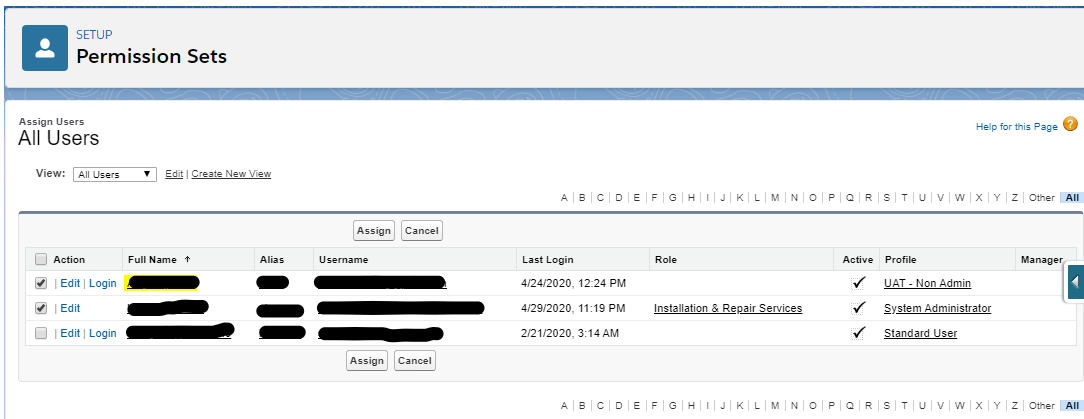 SETUP
Permission Sets
Assign Users
All Users
Help for this Page ?
View: All Users ▼ Edit | Create New View
A | B | C | D | E | F | G | H | I | J | K | L | M | N | O | P | Q | R | S | T | U | V | W | X | Y | Z | Other | All
Assign Cancel
Action Full Name ↑ Alias Username Last Login Role Active Profile Manager
| Edit | Login 4/24/2020, 12:24 PM UAT - Non Admin
| Edit 4/29/2020, 11:19 PM Installation & Repair Services System Administrator
| Edit | Login 2/21/2020, 3:14 AM Standard User
Assign Cancel
A | B | C | D | E | F | G | H | I | J | K | L | M | N | O | P | Q | R | S | T | U | V | W | X | Y | Z | Other | All